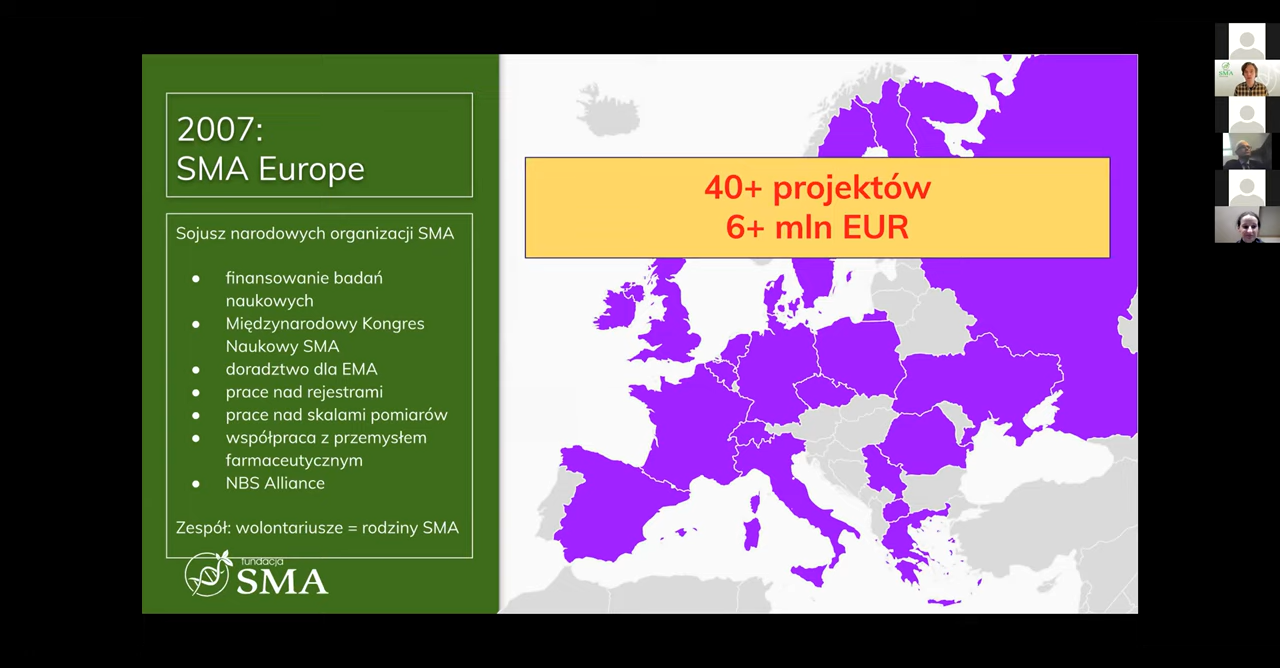 2007:
SMA Europe
Sojusz narodowych organizacji SMA
● finansowanie badań
naukowych
● Międzynarodowy Kongres
Naukowy SMA
● doradztwo dla EMA
● prace nad rejestrami
● prace nad skalami pomiarów
● współpraca z przemysłem
farmaceutycznym
● NBS Alliance
Zespół: wolontariusze = rodziny SMA
fundacja
SMA
40+ projektów
6+ mln EUR
SMA